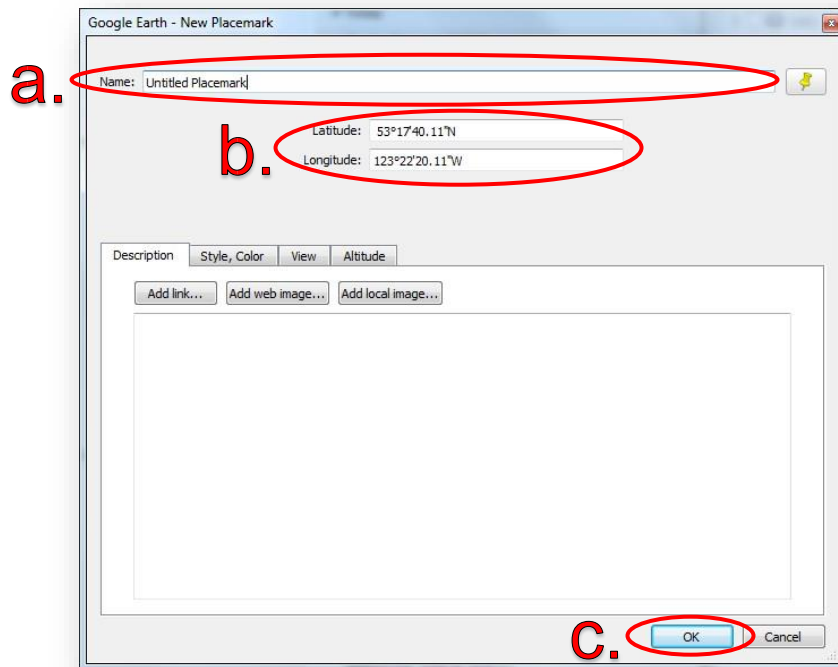 Google Earth - New Placemark
a.
Name: Untitled Placemark
b.
Latitude: 53°17'40.11"N
Longitude: 123°22'20.11"W
Description Style, Color View Altitude
Add link... Add web image... Add local image...
c.
OK Cancel